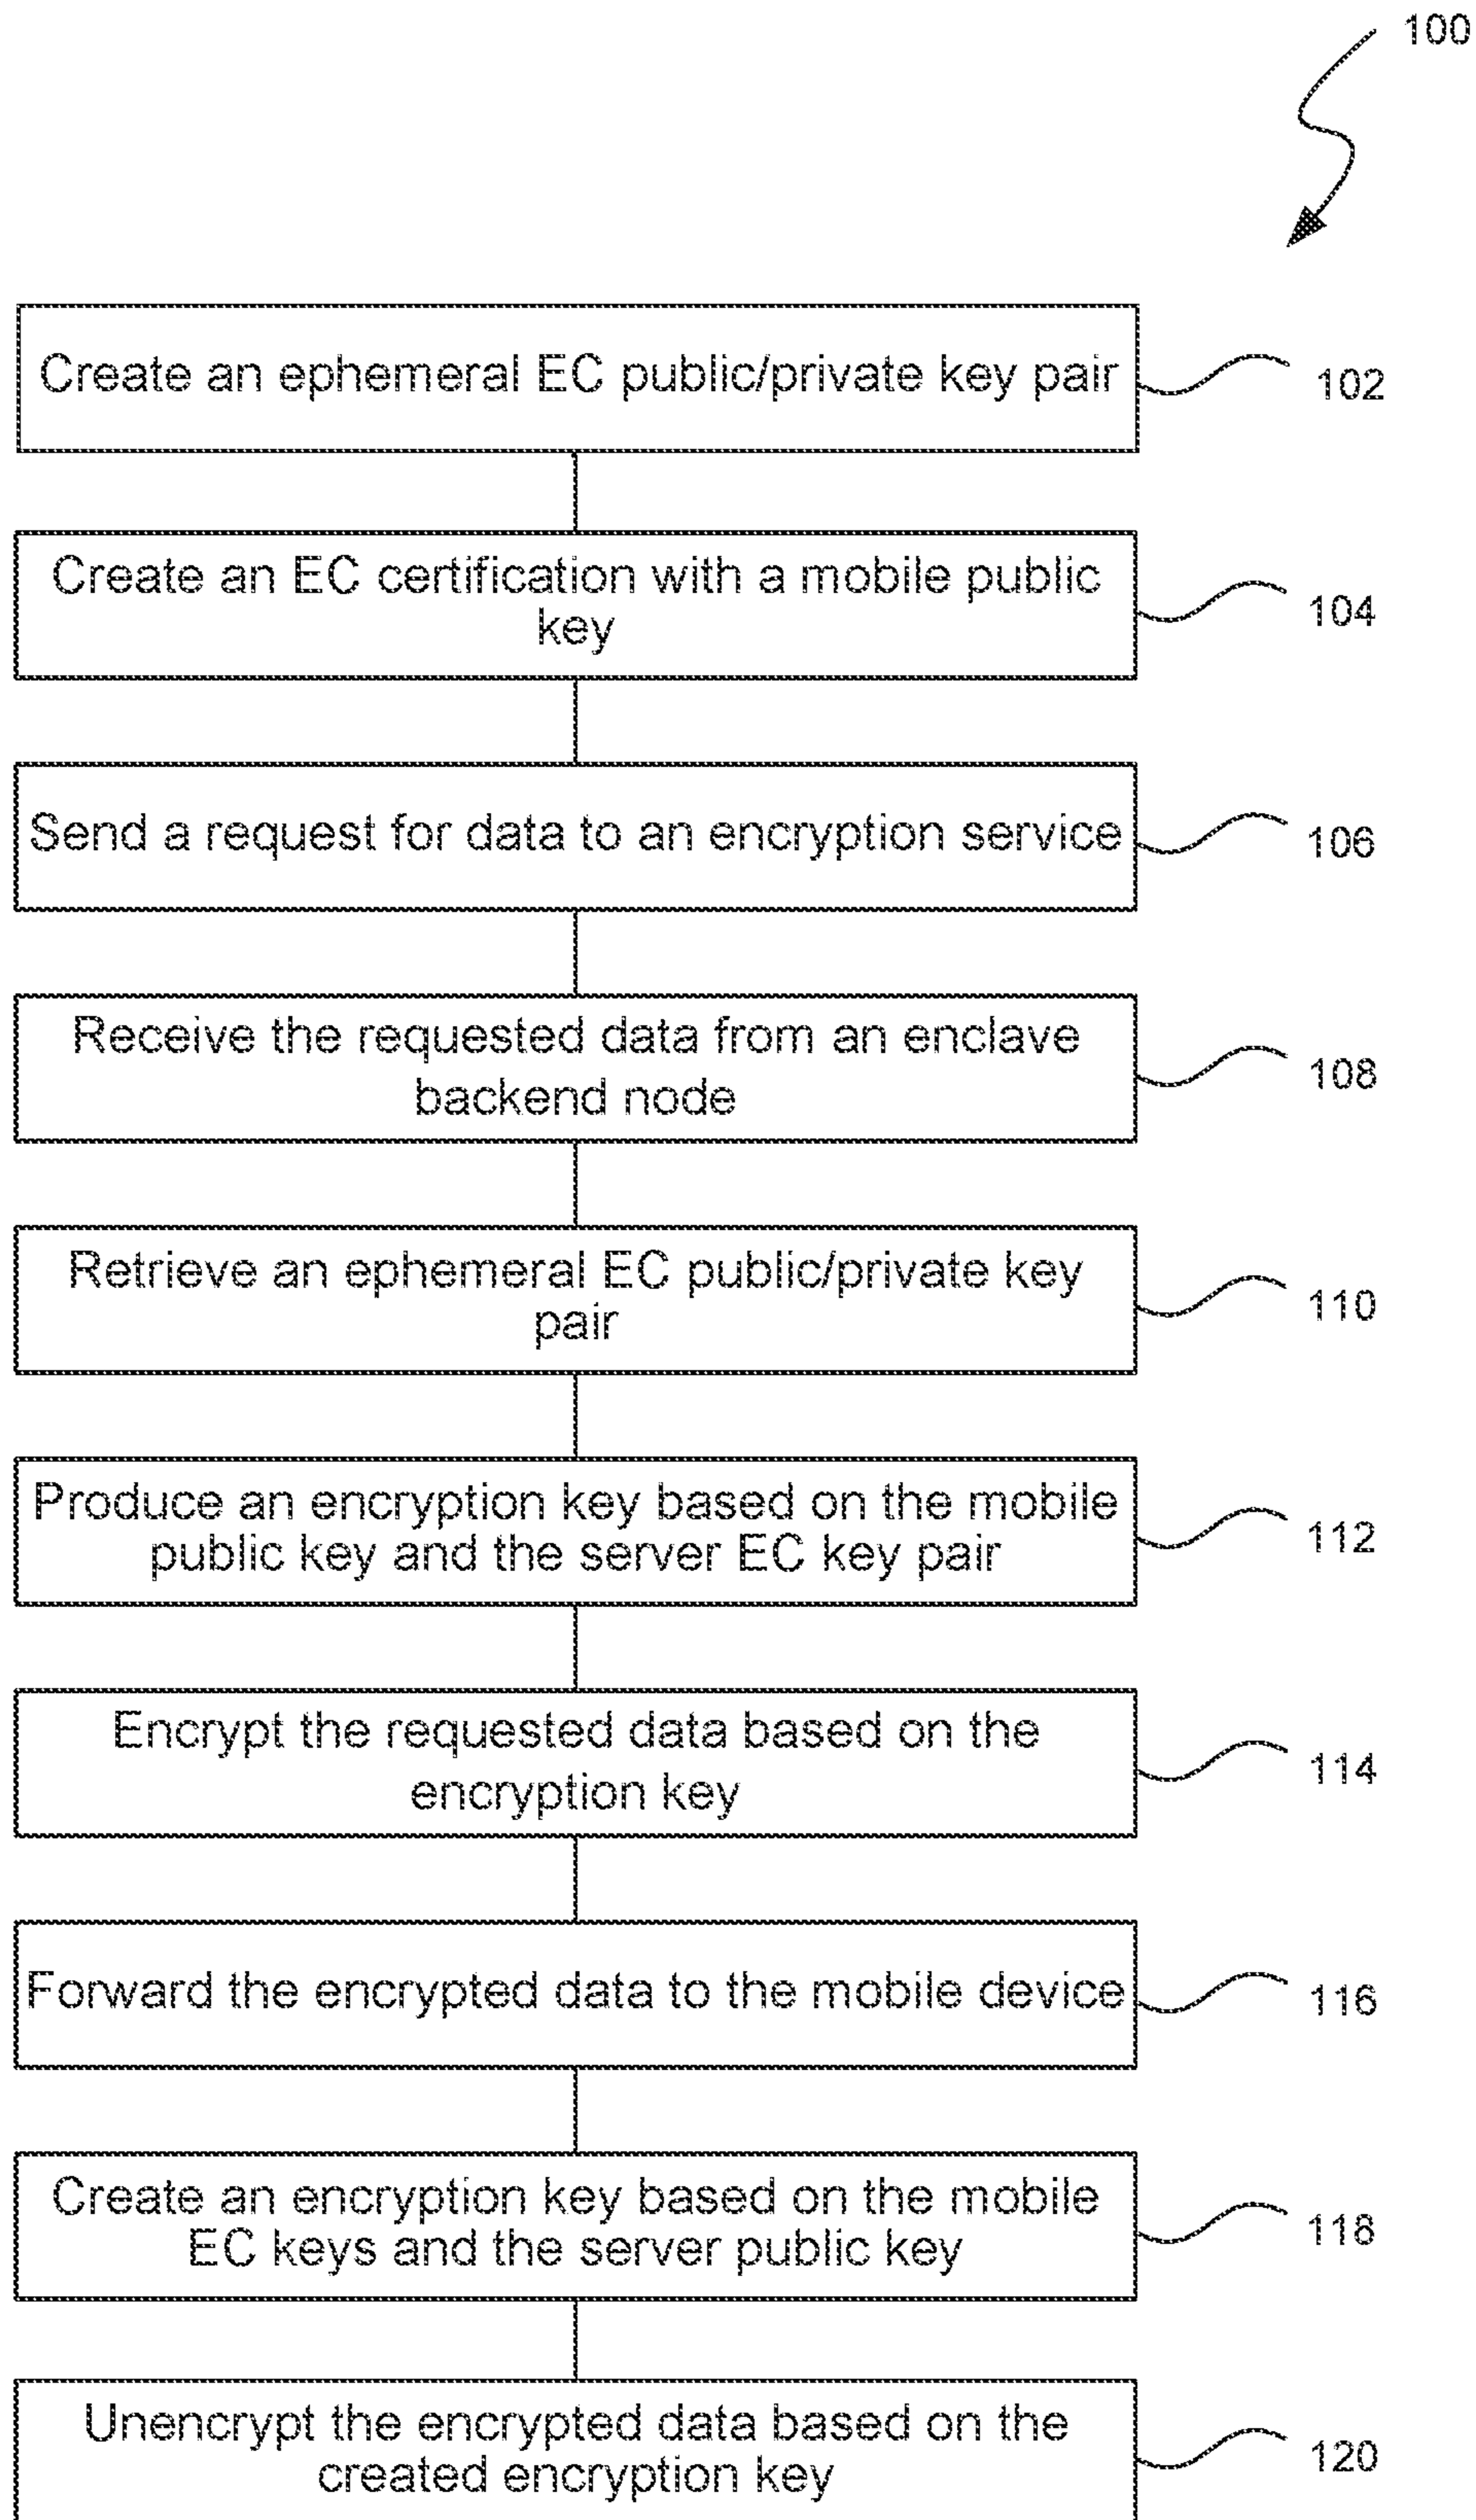 100
Create an ephemeral EC public/private key pair
102
Create an EC certification with a mobile public
key
104
Send a request for data to an encryption service
106
Receive the requested data from an enclave
backend node
108
Retrieve an ephemeral EC public/private key
pair
110
Produce an encryption key based on the mobile
public key and the server EC key pair
112
Encrypt the requested data based on the
encryption key
114
Forward the encrypted data to the mobile device
116
Create an encryption key based on the mobile
EC keys and the server public key
118
Unencrypt the encrypted data based on the
created encryption key
120